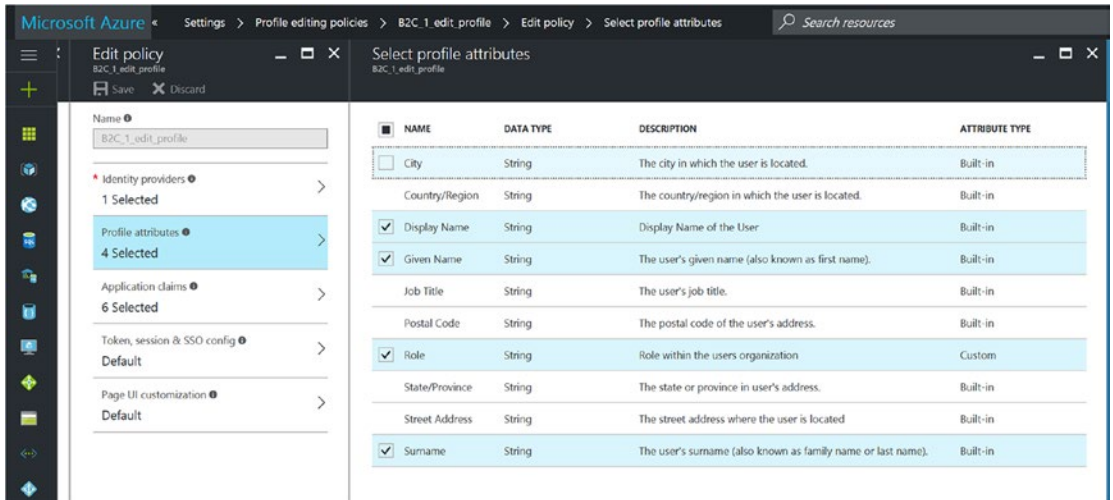 Microsoft Azure « Settings > Profile editing policies > B2C_1_edit_profile > Edit policy > Select profile attributes Search resources
Edit policy
B2C_1_edit_profile
Save Discard
Name
B2C_1_edit_profile
* Identity providers
1 Selected
Profile attributes
4 Selected
Application claims
6 Selected
Token, session & SSO config
Default
Page UI customization
Default
Select profile attributes
B2C_1_edit_profile
NAME DATA TYPE DESCRIPTION ATTRIBUTE TYPE
City String The city in which the user is located. Built-in
Country/Region String The country/region in which the user is located. Built-in
Display Name String Display Name of the User Built-in
Given Name String The user's given name (also known as first name). Built-in
Job Title String The user's job title. Built-in
Postal Code String The postal code of the user's address. Built-in
Role String Role within the users organization Custom
State/Province String The state or province in user's address. Built-in
Street Address String The street address where the user is located Built-in
Surname String The user's surname (also known as family name or last name). Built-in